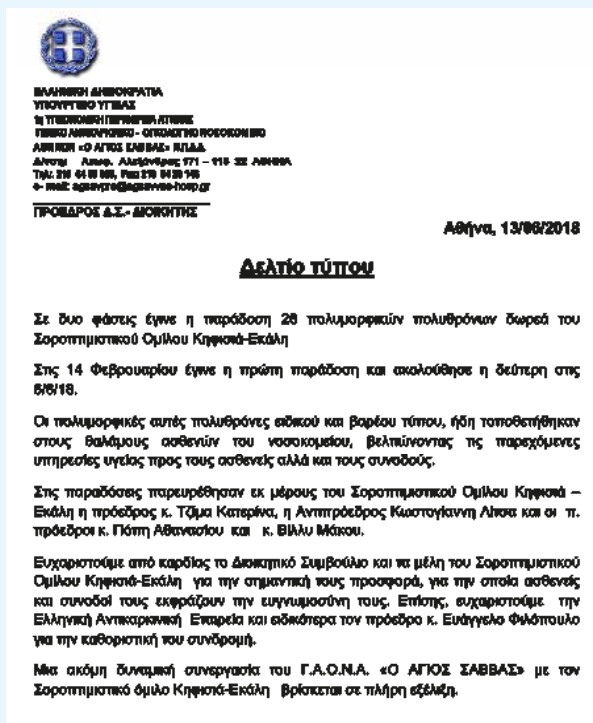 ΕΛΛΗΝΙΚΗ ΔΗΜΟΚΡΑΤΙΑ
ΥΠΟΥΡΓΕΙΟ ΥΓΕΙΑΣ
1η ΥΓΕΙΟΝΟΜΙΚΗ ΠΕΡΙΦΕΡΕΙΑ ΑΤΤΙΚΗΣ
ΓΕΝΙΚΟ ΑΝΤΙΚΑΡΚΙΝΙΚΟ - ΟΓΚΟΛΟΓΙΚΟ ΝΟΣΟΚΟΜΕΙΟ
ΑΘΗΝΩΝ «Ο ΑΓΙΟΣ ΣΑΒΒΑΣ» Ν.Π.Δ.Δ.
Δ/νση: Λεωφ. Αλεξάνδρας 171 – 115 22 ΑΘΗΝΑ
e- mail:
ΠΡΟΕΔΡΟΣ Δ.Σ.- ΔΙΟΙΚΗΤΗΣ
Αθήνα, 13/06/2018
Δελτίο τύπου
Σε δυο φάσεις έγινε η παράδοση 26 πολυμορφικών πολυθρόνων δωρεά του
Σοροπτιμιστικού Ομίλου Κηφισιά-Εκάλη
Στις 14 Φεβρουαρίου έγινε η πρώτη παράδοση και ακολούθησε η δεύτερη στις
6/6/18.
Οι πολυμορφικές αυτές πολυθρόνες ειδικού και βαρέου τύπου, ήδη τοποθετήθηκαν
στους θαλάμους ασθενών του νοσοκομείου, βελτιώνοντας τις παρεχόμενες
υπηρεσίες υγείας προς τους ασθενείς αλλά και τους συνοδούς.
Στις παραδόσεις παρευρέθησαν εκ μέρους του Σοροπτιμιστικού Ομίλου Κηφισιά –
Εκάλη η πρόεδρος κ. Τζίμα Κατερίνα, η Αντιπρόεδρος Κωστογίαννη Λίτσα και οι π.
πρόεδροι κ. Πόπη Αθανασίου και κ. Βίλλυ Μάκου.
Ευχαριστούμε από καρδίας το Διοικητικό Συμβούλιο και τα μέλη του Σοροπτιμιστικού
Ομίλου Κηφισιά-Εκάλη για την σημαντική τους προσφορά, για την οποία ασθενείς
και συνοδοί τους εκφράζουν την ευγνωμοσύνη τους. Επίσης, ευχαριστούμε την
Ελληνική Αντικαρκινική Εταιρεία και ειδικότερα τον πρόεδρο κ. Ευάγγελο Φιλόπουλο
για την καθοριστική του συνδρομή.
Μια ακόμη δυναμική συνεργασία του Γ.Α.Ο.Ν.Α. «Ο ΑΓΙΟΣ ΣΑΒΒΑΣ» με τον
Σοροπτιμιστικό όμιλο Κηφισιά-Εκάλη βρίσκεται σε πλήρη εξέλιξη.